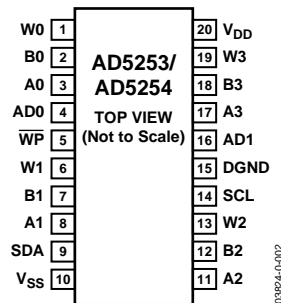 W0 1 20 VDD
B0 2 AD5253/ 19 W3
A0 3 AD5254 18 B3
AD0 4 TOP VIEW 17 A3
WP 5 (Not to Scale) 16 AD1
W1 6 15 DGND
B1 7 14 SCL
A1 8 13 W2
SDA 9 12 B2
VSS 10 11 A2
03824-0-002